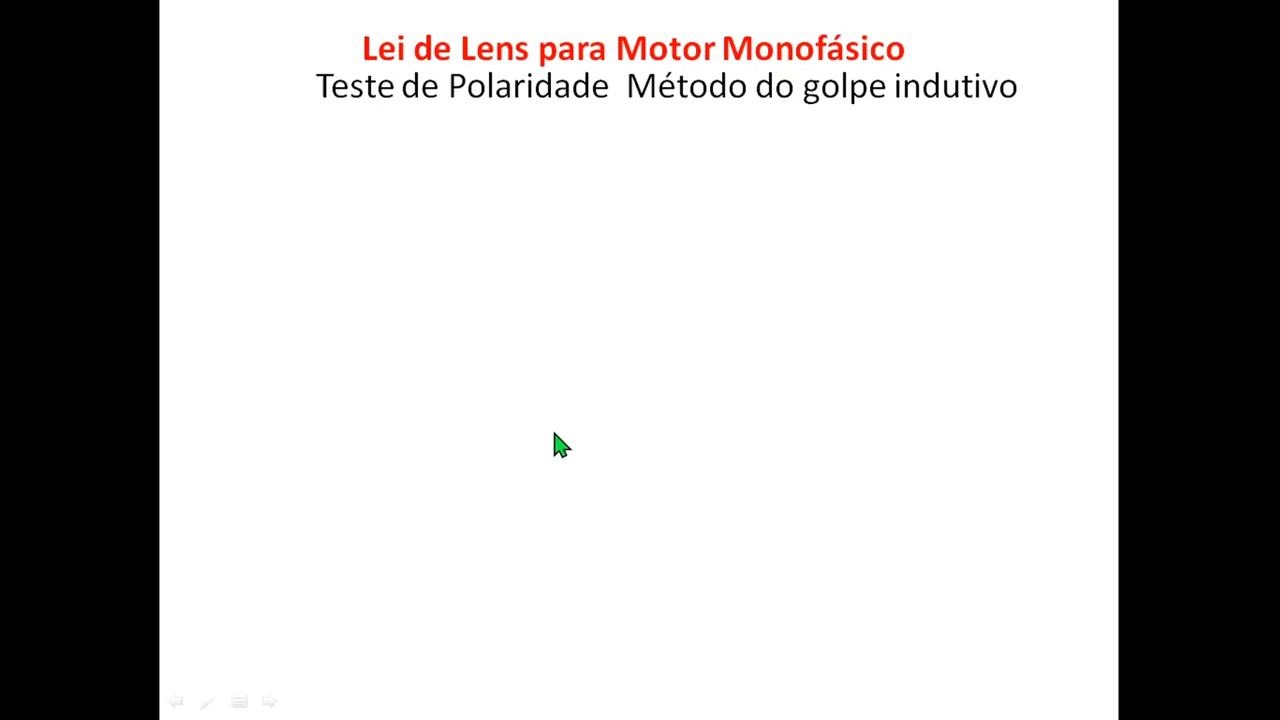 Lei de Lens para Motor Monofásico
Teste de Polaridade Método do golpe indutivo